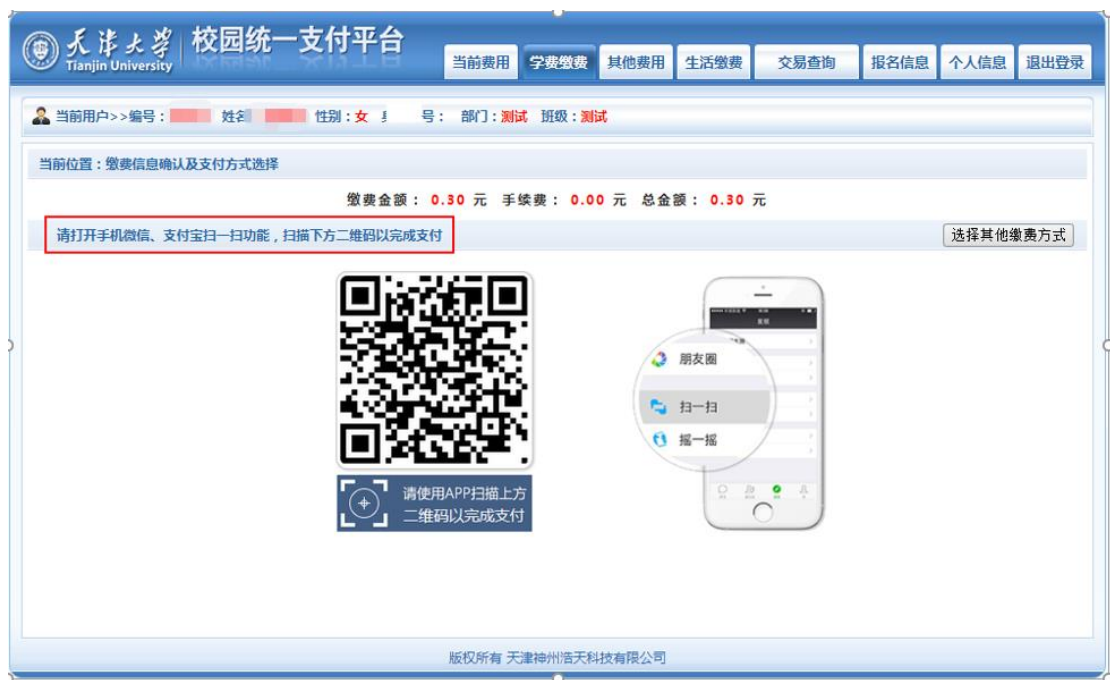 天津大学 校园统一支付平台
Tianjin University
当前费用 学费缴费 其他费用 生活缴费 交易查询 报名信息 个人信息 退出登录
当前用户>>编号： 姓名 性别：女 号： 部门：测试 班级：测试
当前位置：缴费信息确认及支付方式选择
缴费金额： 0.30 元 手续费： 0.00 元 总金额： 0.30 元
请打开手机微信、支付宝扫一扫功能，扫描下方二维码以完成支付
选择其他缴费方式
朋友圈
扫一扫
摇一摇
请使用APP扫描上方
二维码以完成支付
版权所有 天津神州浩天科技有限公司